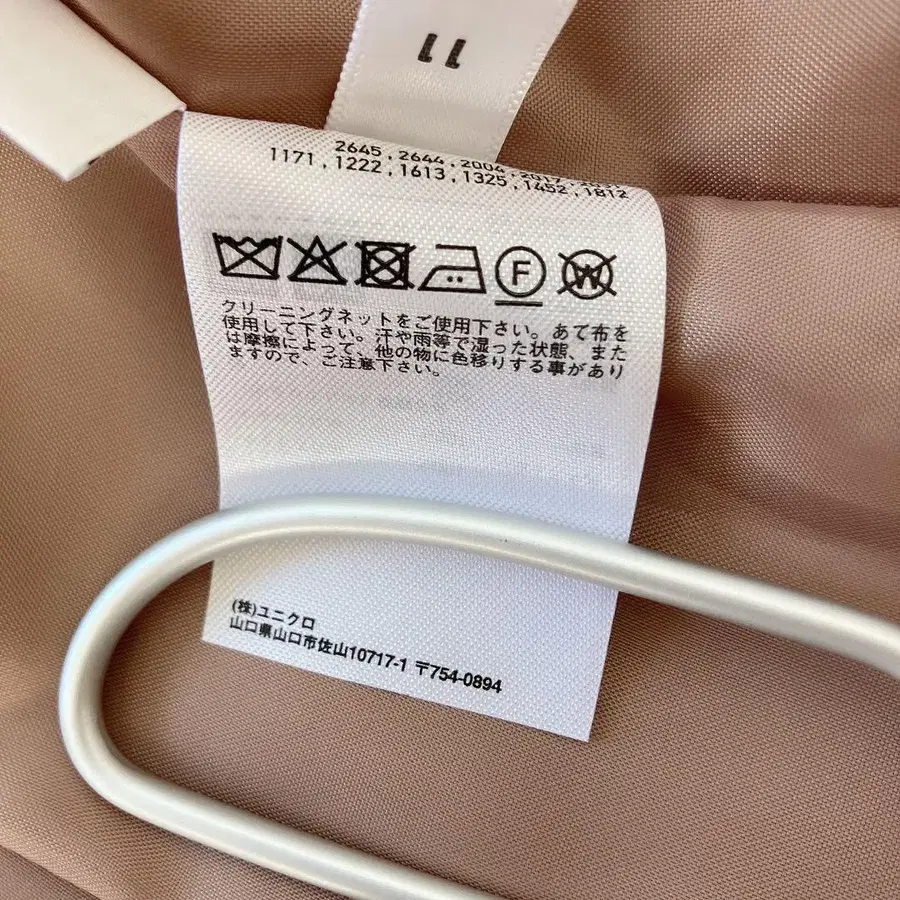 11
2645 , 2644 , 2004 ,
1171 , 1222 , 1613 , 1325 , 1452 , 1812
F
W
クリーニングネットをご使用下さい。あて布を
使用して下さい。汗や雨等で湿った状態、また
は摩擦によって、他の物に色移りする事があり
ますので、ご注意下さい。
(株)ユニクロ
山口県山口市佐山10717-1 〒754-0894